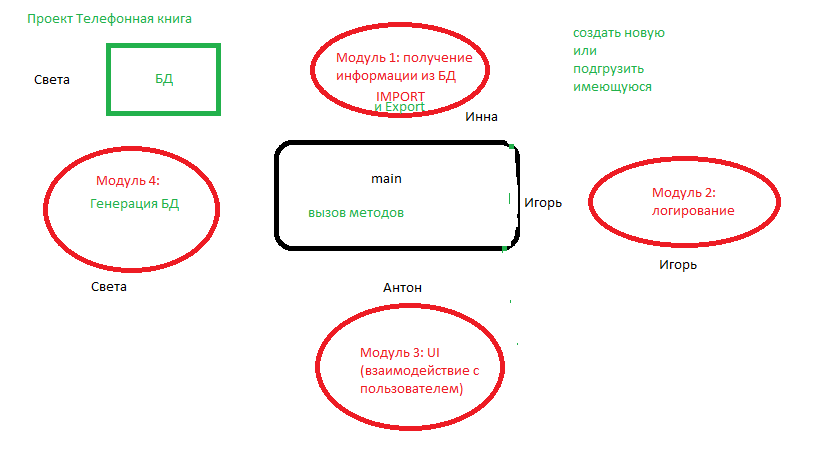 Проект Телефонная книга
создать новую
или
подгрузить
имеющуюся
Света
БД
Модуль 1: получение
информации из БД
IMPORT
и Export
Инна
Модуль 4:
Генерация БД
Света
main
вызов методов
Игорь
Модуль 2:
логирование
Игорь
Антон
Модуль 3: UI
(взаимодействие с
пользователем)